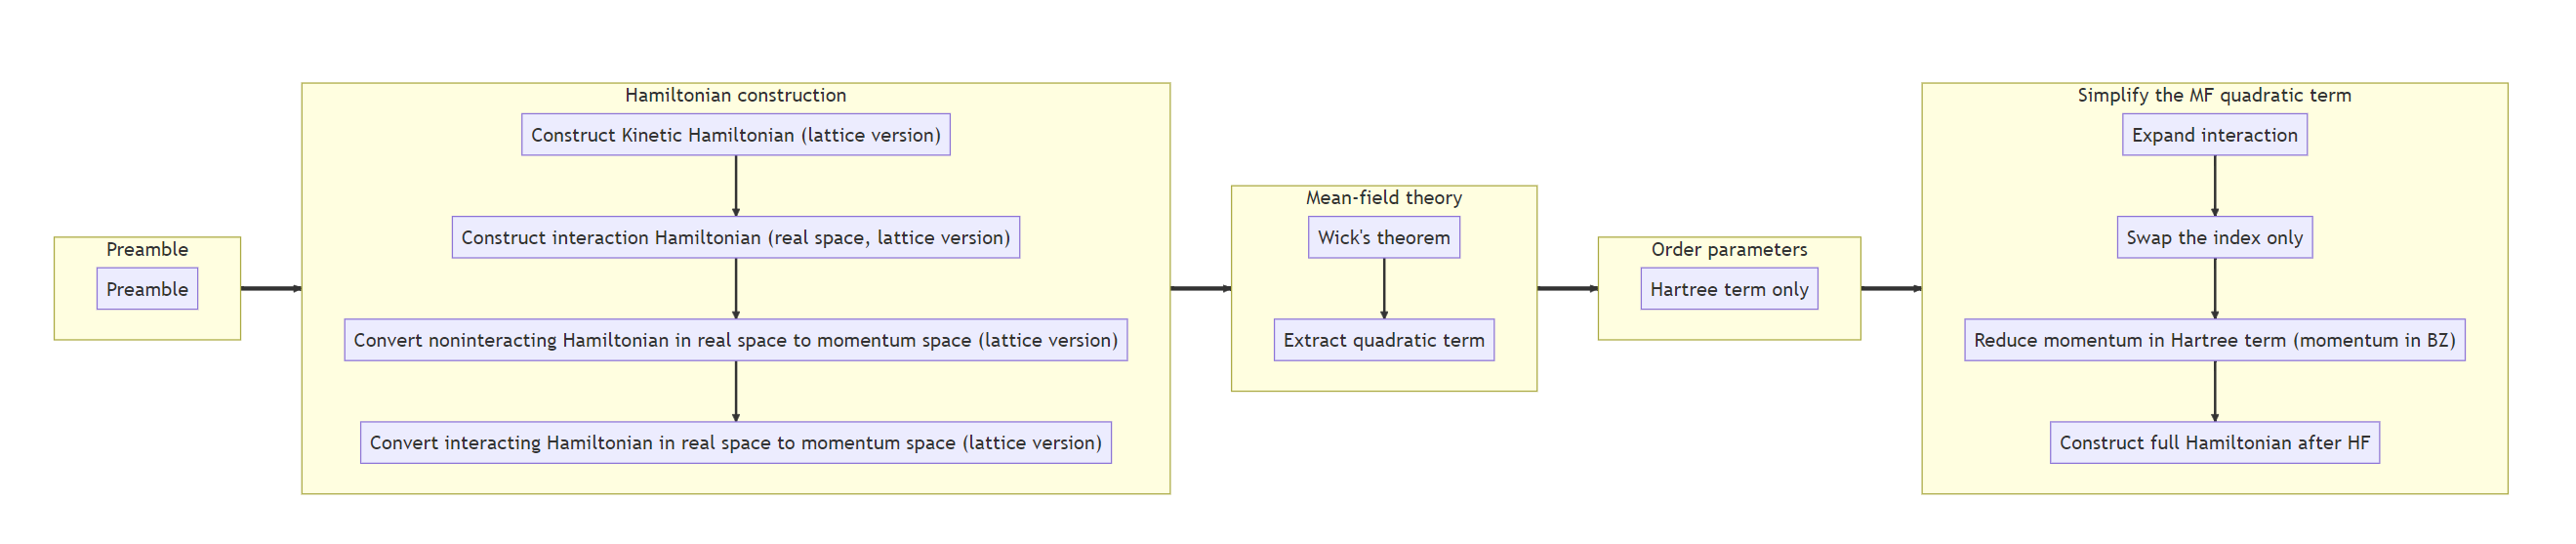 Preamble
Preamble
Hamiltonian construction
Construct Kinetic Hamiltonian (lattice version)
Construct interaction Hamiltonian (real space, lattice version)
Convert noninteracting Hamiltonian in real space to momentum space (lattice version)
Convert interacting Hamiltonian in real space to momentum space (lattice version)
Mean-field theory
Wick's theorem
Extract quadratic term
Order parameters
Hartree term only
Simplify the MF quadratic term
Expand interaction
Swap the index only
Reduce momentum in Hartree term (momentum in BZ)
Construct full Hamiltonian after HF